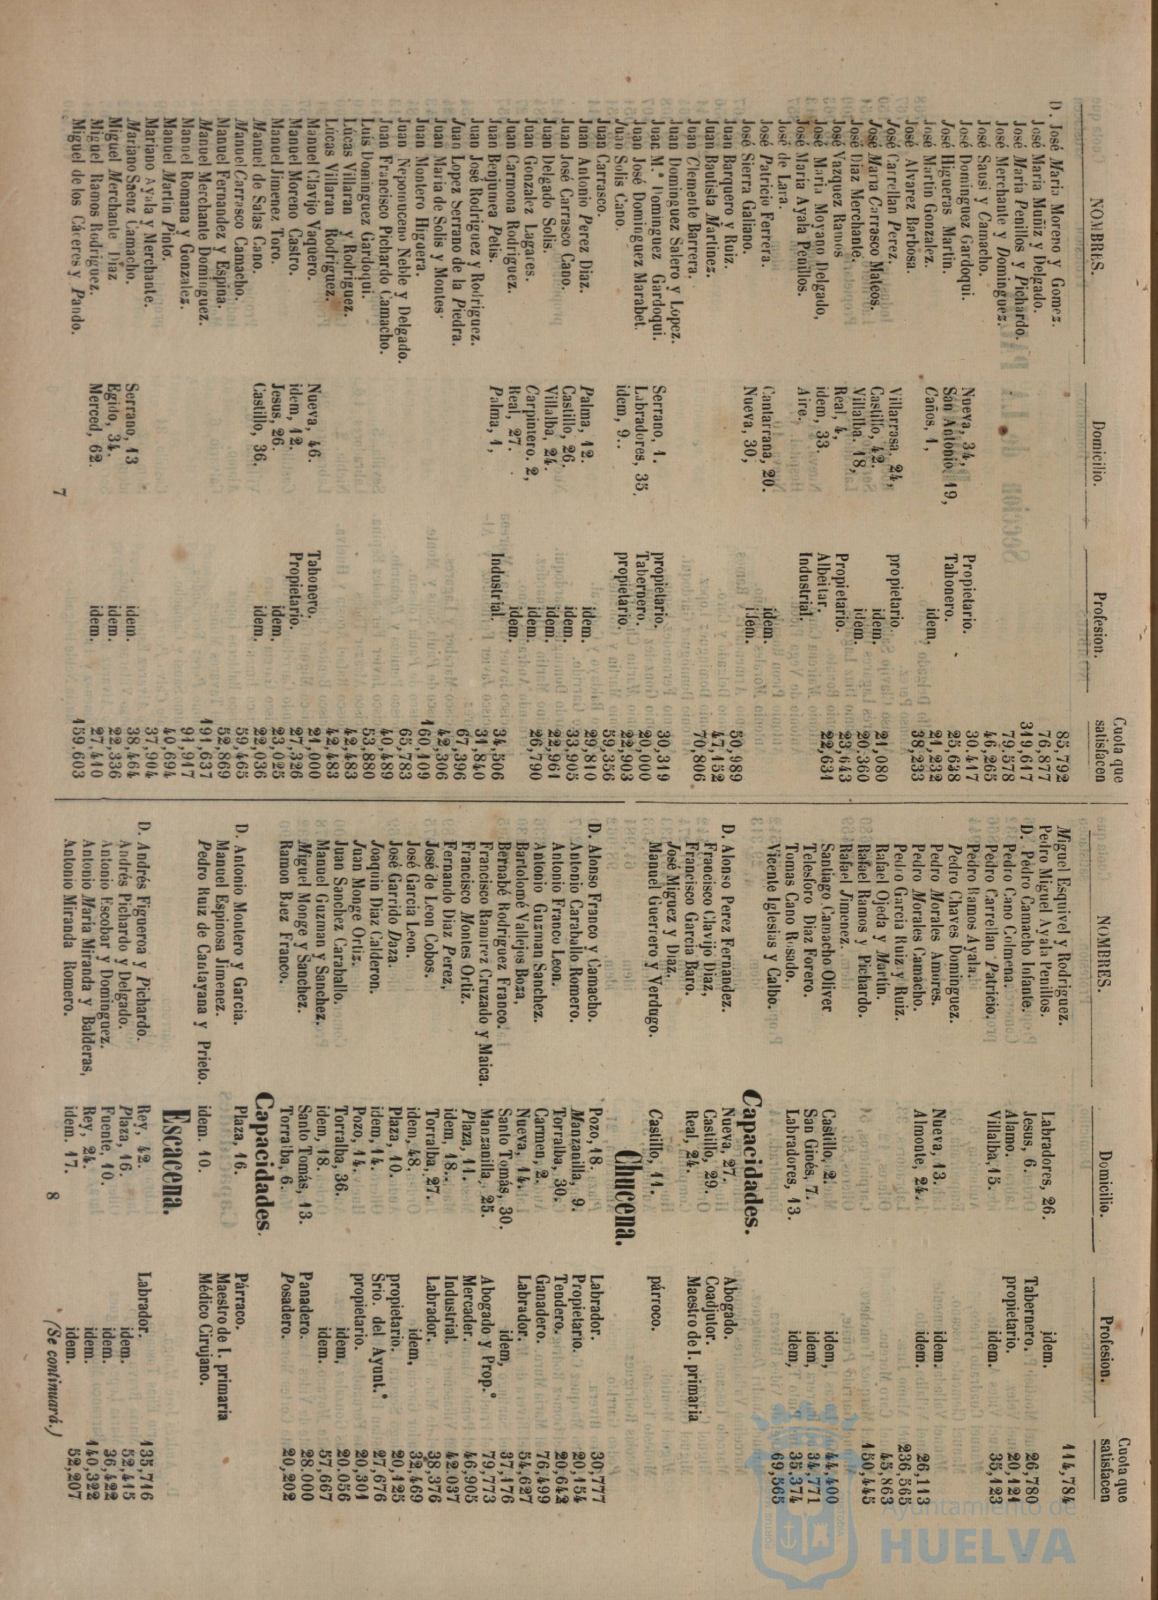 NOMBRES. Domicilio. Profesion. Cuota que satisfacen
D. José María Moreno y Gomez. 85,792
José María Muñiz y Delgado. 76,877
José María Penillos y Pichardo. 319,617
José Merchante y Dominguez. 79,578
José Sausi y Camacho. 46,265
José Dominguez Gardoqui. Nueva, 34, Propietario. 30,417
José Higueras Martin. San Antonio, 19, Tahonero. 25,638
José Martin Gonzalez. Caños, 1, idem, 21,232
José Alvarez Barbosa. 38,233
José Carrelan Perez. Villarrasa, 24, propietario
José María Carrasco Mateos. Castillo, 42. idem, 21,080
José Diaz Merchante. Villalba, 18, idem. 20,360
José Vazquez Ramos Real, 4, Propietario. 23,643
José María Moyano Delgado, idem, 33. Albeitar. 22,631
José María Ayala Penillos. Aire, Industrial.
José de Lara.
José Patricio Ferrera. Cantarrana, 20. idem.
José Sierra Galiano. Nueva, 30, idem.
Juan Barquero y Ruiz. 50,989
Juan Bautista Martinez. 47,152
Juan Clemente Barrera. 70,806
Juan Dominguez Salero y Lopez.
Juan M.ª Dominguez Gardoqui. Serrano, 1. propietario. 30,319
Juan José Dominguez Marabet. Labradores, 35, Tabernero. 20,000
Juan Solis Cano. idem, 9.. propietario. 22,903
Juan Carrasco. 59,356
Juan Antonio Perez Diaz. Palma, 12. idem. 29,810
Juan José Carrasco Cano. Castillo, 26. idem. 33,905
Juan Delgado Solis. Villalba, 24. idem. 22,961
Juan Gonzalez Lagares. Carpintero, 2, idem. 26,790
Juan Carmona Rodriguez. Real, 27. idem.
Juan Benjumea Petis. Palma, 1, Industrial. 34,506
Juan José Rodriguez y Rodriguez. 31,840
Juan Lopez Serrano de la Piedra. 67,396
Juan María de Solis y Montes 42,306
Juan Montero Higuera. 160,109
Juan Nepomuceno Neble y Delgado. 65,783
Juan Francisco Pichardo Camacho. 40,489
Luis Dominguez Gardoqui. 53,880
Lúcas Villaran y Rodriguez. 42,483
Lúcas Villaran Rodriguez. 42,483
Manuel Clavijo Vaquero. Nueva, 46. Tahonero. 21,000
Manuel Moreno Castro. idem, 12. Propietario. 27,326
Manuel Jimenez Toro. Jesus, 26. idem. 23,025
Manuel de Salas Cano. Castillo, 36. idem. 22,036
Manuel Carrasco Camacho. 59,465
Manuel Fernandez y Espina. 52,869
Manuel Merchante Dominguez. 191,637
Manuel Romana y Gonzalez. 91,917
Manuel Martin Pinto. 40,694
Mariano Ayala y Merchante. 37,904
Mariano Saenz Camacho. Serrano, 13 idem. 38,464
Miguel Merchante Diaz Egido, 34. idem. 22,336
Miguel Ramos Rodriguez. Merced, 62. idem. 27,440
Miguel de los Cáceres y Pando. 159,603
7
NOMBRES. Domicilio. Profesion. Cuota que satisfacen
Miguel Esquivel y Rodriguez. 114,784
Pedro Miguel Ayala Penillos. Labradores, 26. idem.
D. Pedro Camacho Infante. Jesus, 6. Tabernero. 26,780
Pedro Cano Colmena. Alamo. propietario. 20,121
Pedro Carrellan Patricio. Villalba, 15. idem. 35,123
Pedro Ramos Ayala.
Pedro Chaves Dominguez.
Pedro Morales Amores. Nueva, 13. idem.
Pedro Morales Camacho. Almonte, 24. idem. 26,113
Pedro Garcia Ruiz y Ruiz. 236,565
Rafael Ojeda y Martin. 45,863
Rafael Ramos y Pichardo. 150,445
Rafael Jimenez.
Santiago Camacho Oliver Castillo, 2. idem, 44,400
Telesforo Diaz Forero. San Ginés, 7. idem, 34,771
Tomas Cano Rosado. Labradores, 13. idem, 35,374
Vicente Iglesias y Calbo. 69,565
Capacidades.
D. Alonso Perez Fernandez. Nueva, 27. Abogado.
Francisco Clavijo Diaz, Castillo, 29. Coadjutor.
Francisco Garcia Baro. Real, 24. Maestro de I. primaria
José Miguez y Diaz.
Manuel Guerrero y Verdugo. Castillo, 11. párroco.
Chucena.
D. Alonso Franco y Camacho. Pozo, 18. Labrador. 30,777
Antonio Caraballo Romero. Manzanilla, 9. Propietario. 20,154
Antonio Franco Leon. Torralba, 30. Tendero. 20,642
Antonio Guzman Sanchez. Carmen, 2. Ganadero. 76,499
Bartolomé Vallejos Boza, Nueva, 14. Labrador. 54,627
Bernabé Rodriguez Franco. Santo Tomás, 30. idem, 37,176
Francisco Ramirez Cruzado y Maica. Manzanilla, 25. Abogado y Prop.º 79,773
Francisco Montes Ortiz. Plaza, 11. Mercader. 46,905
Fernando Diaz Perez, idem, 18. Industrial. 42,037
José de Leon Cobos. Torralba, 27. Labrador. 38,376
José Garcia Leon. idem, 48. idem, 32,469
José Garrido Daza. Plaza, 10. propietario. 20,125
Joaquin Diaz Calderon. idem, 14. Srio. del Ayunt.º 27,676
Juan Monge Ortiz. Pozo, 14. propietario. 20,301
Juan Sanchez Caraballo. Torralba, 36. idem, 20,056
Manuel Guzman y Sanchez. idem, 18. idem. 57,667
Miguel Monge y Sanchez. Santo Tomás, 13. Panadero. 28,000
Ramon Baez Franco. Torralba, 6. Posadero. 20,202
Capacidades.
D. Antonio Montero y Garcia. Plaza, 16. Párraco.
Manuel Espinosa Jimenez. Maestro de I. primaria
Pedro Ruiz de Cantayana y Prieto. idem. 10. Médico Cirujano.
Escacena.
D. Andrés Figueroa y Pichardo. Rey, 42. Labrador. 135,716
Andrés Pichardo y Delgado. Plaza, 16. idem. 52,415
Antonio Escobar y Dominguez. Fuente, 10. idem. 36,422
Antonio María Miranda y Balderas, Rey, 24. idem. 140,322
Antonio Miranda Romero. idem. 17. idem. 52,207
8 (Se continuará.)
Ayuntamiento de
HUELVA